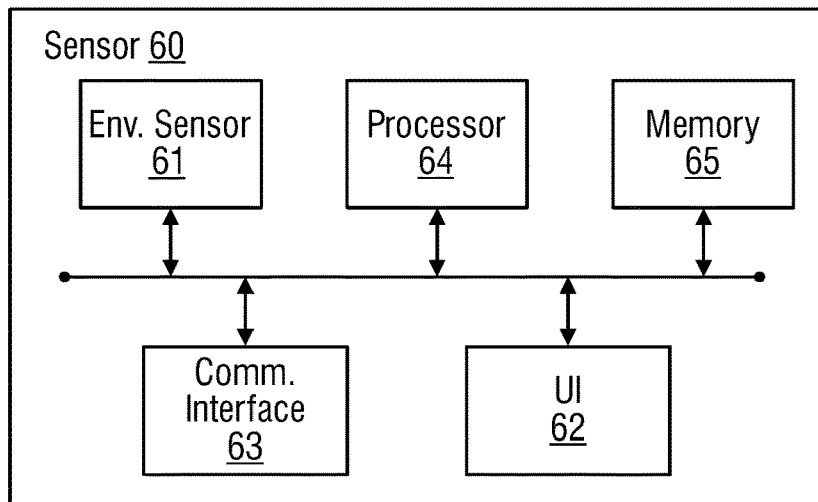 Sensor 60
Env. Sensor
61
Processor
64
Memory
65
Comm.
Interface
63
UI
62